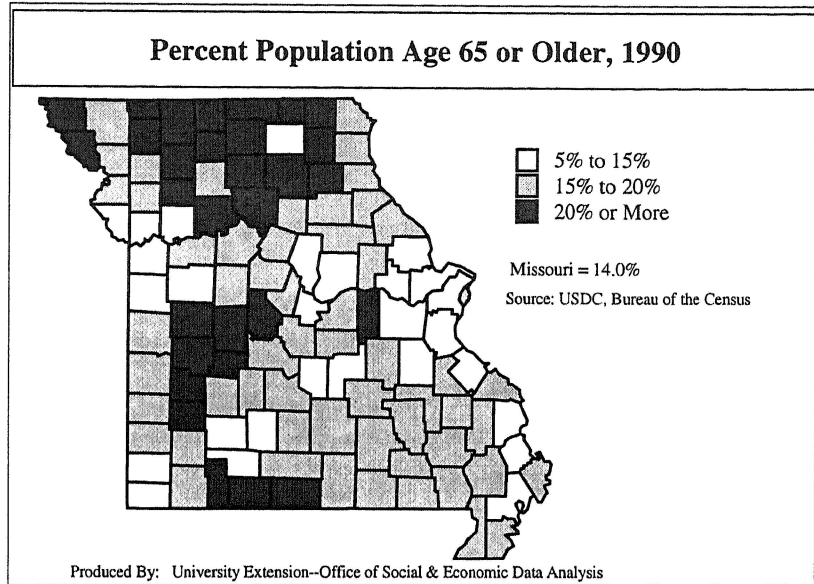 Percent Population Age 65 or Older, 1990
5% to 15%
15% to 20%
20% or More
Missouri = 14.0%
Source: USDC, Bureau of the Census
Produced By: University Extension--Office of Social & Economic Data Analysis